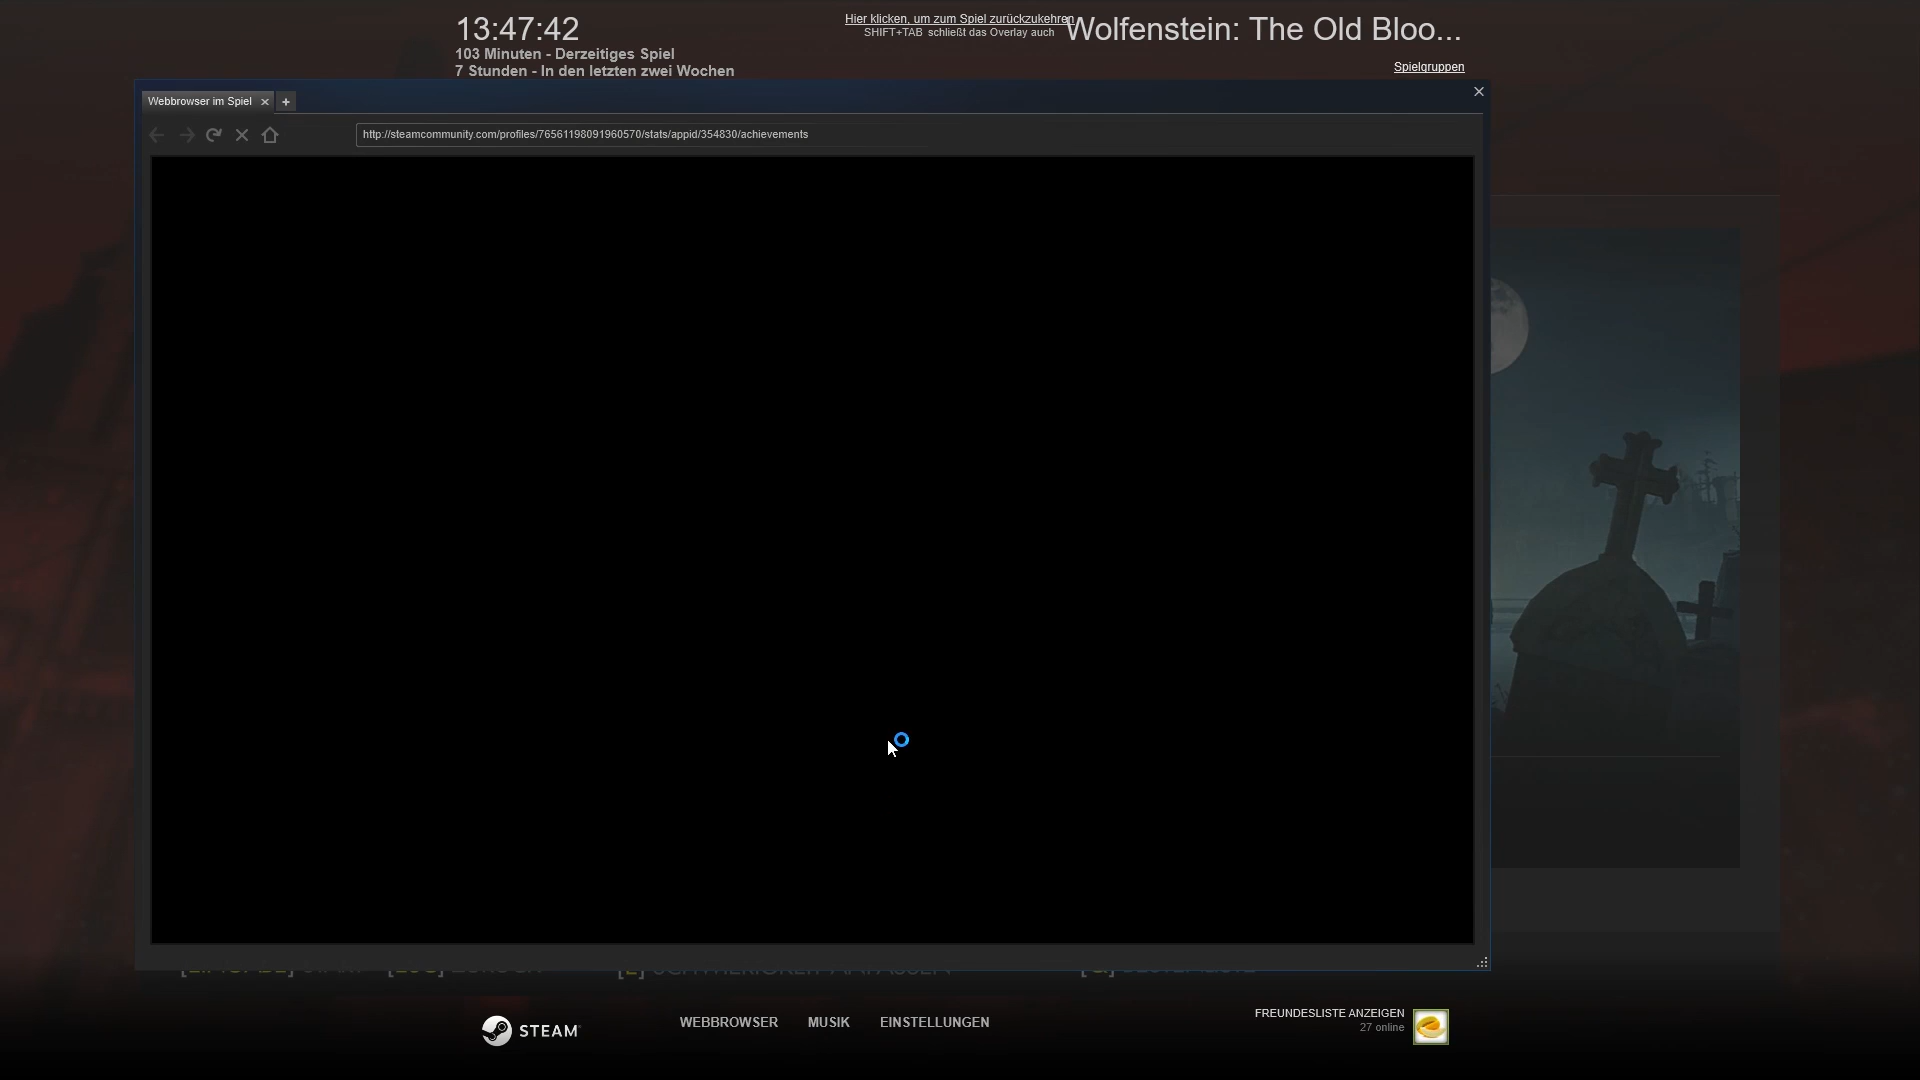 13:47:42
103 Minuten - Derzeitiges Spiel
7 Stunden - In den letzten zwei Wochen
Hier klicken, um zum Spiel zurückzukehren
SHIFT+TAB schließt das Overlay auch
Wolfenstein: The Old Bloo...
Spielgruppen
Webbrowser im Spiel
http://steamcommunity.com/profiles/76561198091960570/stats/appid/354830/achievements
STEAM
WEBBROWSER MUSIK EINSTELLUNGEN
FREUNDESLISTE ANZEIGEN
27 online